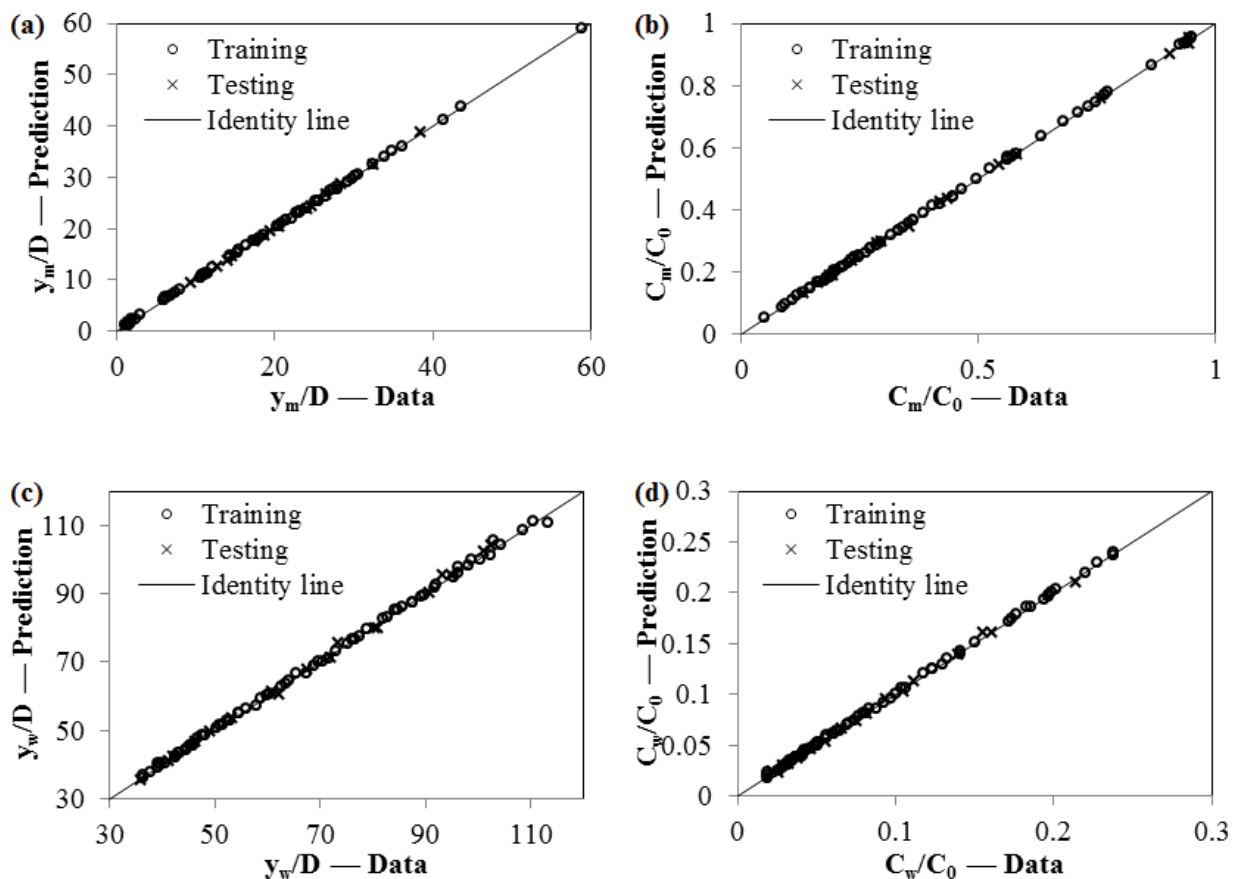 (a)
60
50
40
30
20
10
0
y_m/D — Prediction
Training
Testing
Identity line
0 20 40 60
y_m/D — Data
(b)
1
0.8
0.6
0.4
0.2
0
C_m/C_0 — Prediction
Training
Testing
Identity line
0 0.5 1
C_m/C_0 — Data
(c)
110
90
70
50
30
y_w/D — Prediction
Training
Testing
Identity line
30 50 70 90 110
y_w/D — Data
(d)
0.3
0.25
0.2
0.15
0.1
0.05
0
C_w/C_0 — Prediction
Training
Testing
Identity line
0 0.1 0.2 0.3
C_w/C_0 — Data